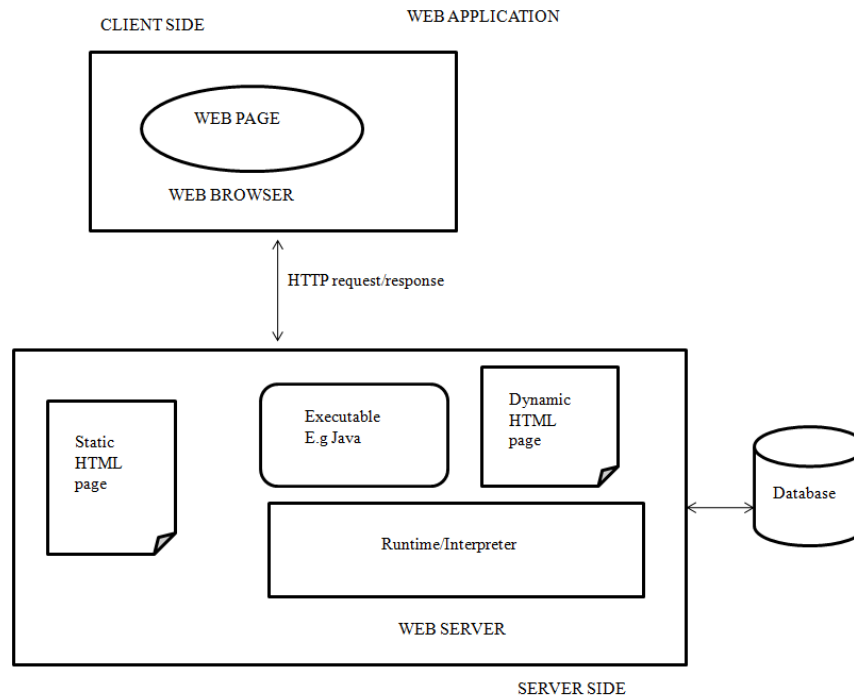 WEB APPLICATION
CLIENT SIDE
WEB PAGE
WEB BROWSER
HTTP request/response
Static
HTML
page
Executable
E.g Java
Dynamic
HTML
page
Database
Runtime/Interpreter
WEB SERVER
SERVER SIDE